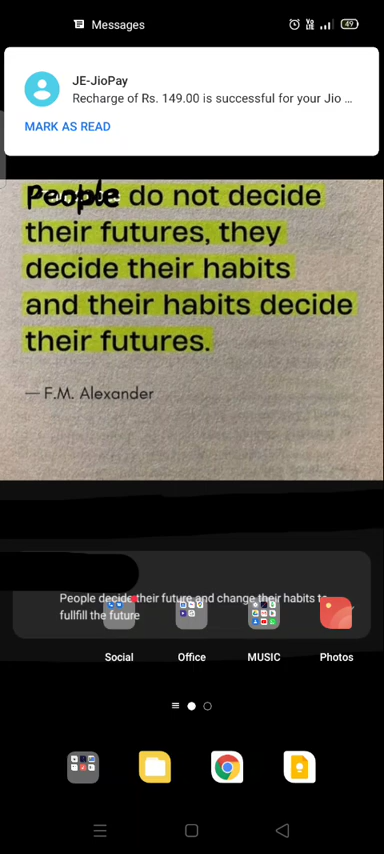 Messages
49
JE-JioPay
Recharge of Rs. 149.00 is successful for your Jio ...
MARK AS READ
People do not decide
their futures, they
decide their habits
and their habits decide
their futures.
— F.M. Alexander
People decide their future and change their habits to
fullfill the future
Social
Office
MUSIC
Photos